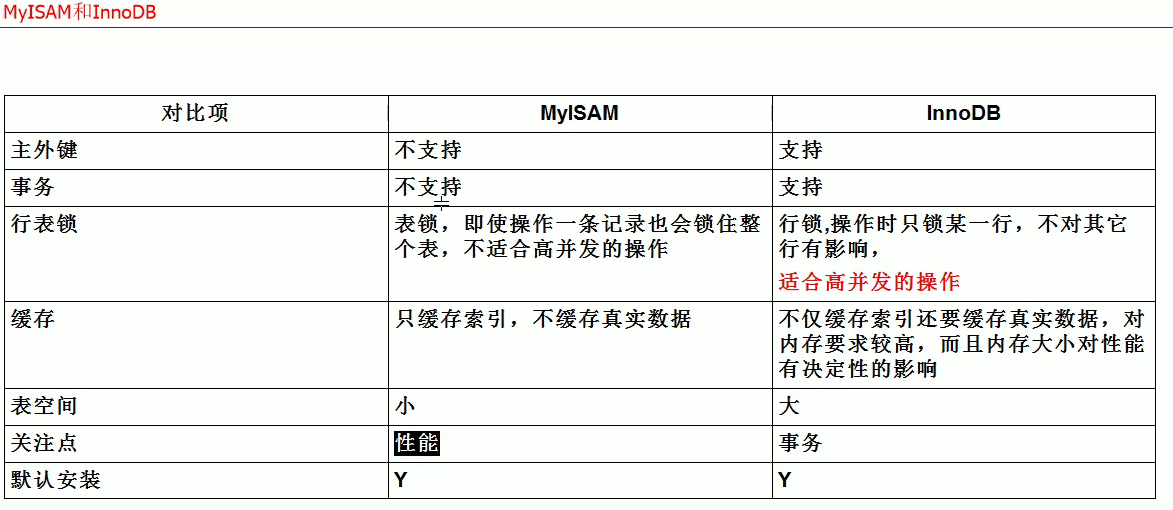 MyISAM和InnoDB
对比项 MyISAM InnoDB
主外键 不支持 支持
事务 不支持 支持
行表锁
表锁，即使操作一条记录也会锁住整
个表，不适合高并发的操作
行锁,操作时只锁某一行，不对其它
行有影响，
适合高并发的操作
缓存
只缓存索引，不缓存真实数据
不仅缓存索引还要缓存真实数据，对
内存要求较高，而且内存大小对性能
有决定性的影响
表空间 小 大
关注点 性能 事务
默认安装 Y Y